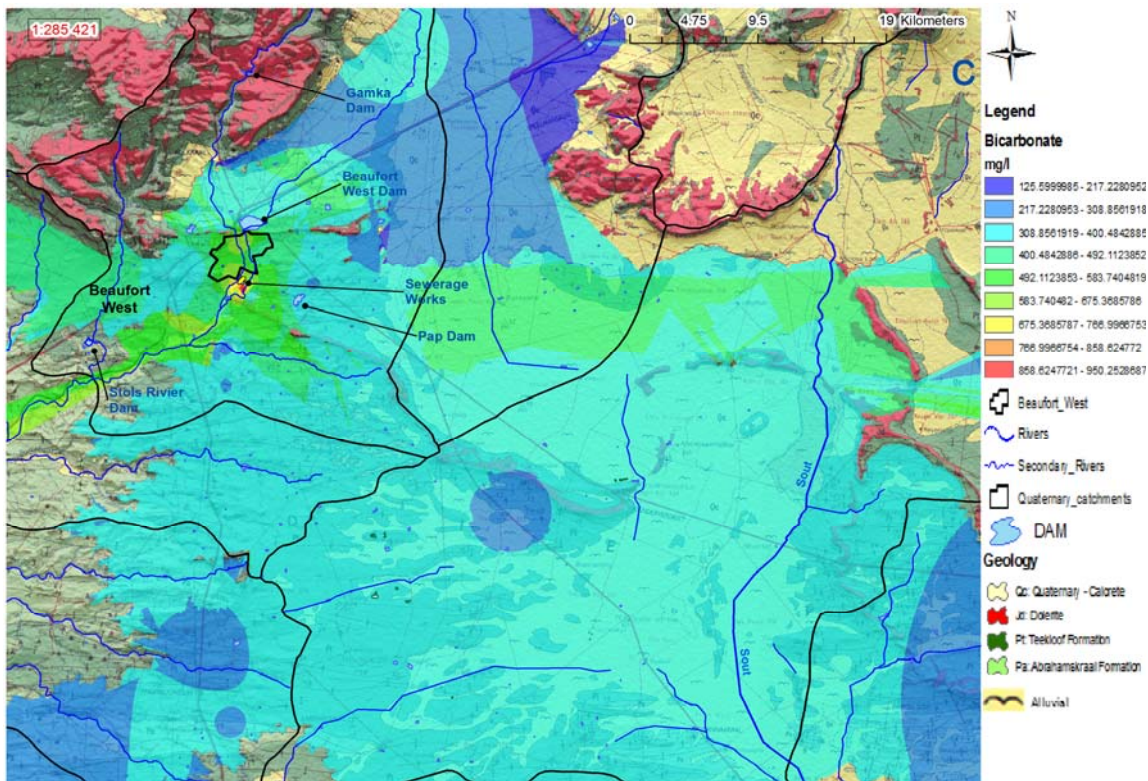 1:285 421
0 4.75 9.5 19 Kilometers
N
C
Gamka
Dam
Beaufort
West Dam
Sewerage
Works
Beaufort
West
Pap Dam
Stols Rivier
Dam
Sout
Sout
Legend
Bicarbonate
mg/l
125.5999985 - 217.2280952
217.2280953 - 308.8561918
308.8561919 - 400.4842885
400.4842886 - 492.1123852
492.1123853 - 583.7404819
583.740482 - 675.3685786
675.3685787 - 766.9966753
766.9966754 - 858.624772
858.6247721 - 950.2528687
Beaufort_West
Rivers
Secondary_Rivers
Quaternary_catchments
DAM
Geology
Qc: Quaternary - Calcrete
Jd: Dolerite
Pt: Teekloof Formation
Pa: Abrahamskraal Formation
Alluvial